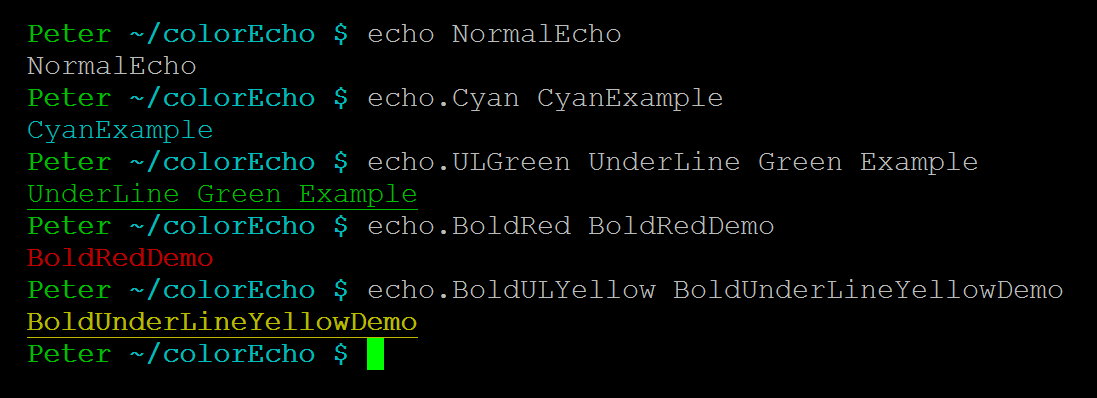 Peter ~/colorEcho $ echo NormalEcho
NormalEcho
Peter ~/colorEcho $ echo.Cyan CyanExample
CyanExample
Peter ~/colorEcho $ echo.ULGreen UnderLine Green Example
UnderLine Green Example
Peter ~/colorEcho $ echo.BoldRed BoldRedDemo
BoldRedDemo
Peter ~/colorEcho $ echo.BoldULYellow BoldUnderLineYellowDemo
BoldUnderLineYellowDemo
Peter ~/colorEcho $